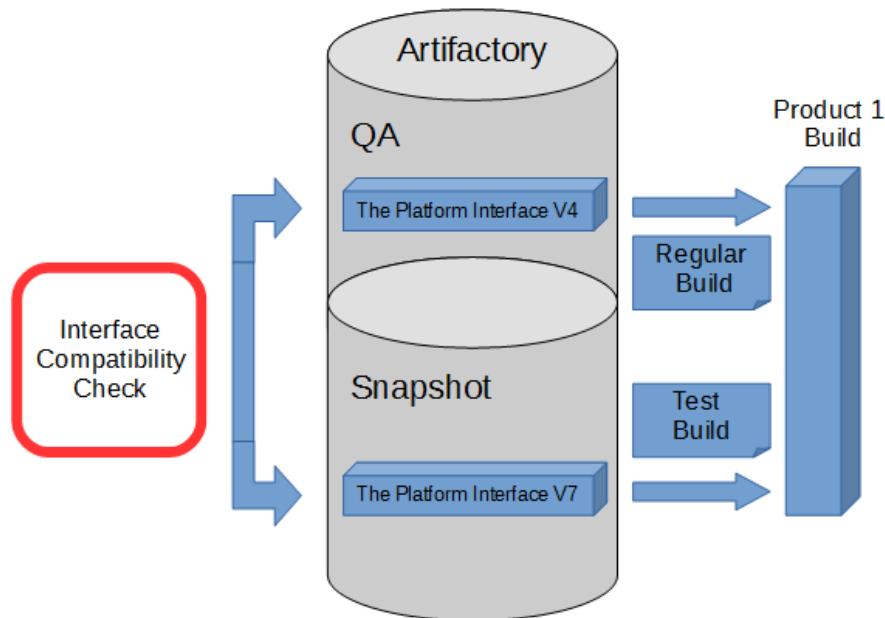 Artifactory
QA
The Platform Interface V4
Product 1
Build
Regular
Build
Interface
Compatibility
Check
Snapshot
The Platform Interface V7
Test
Build